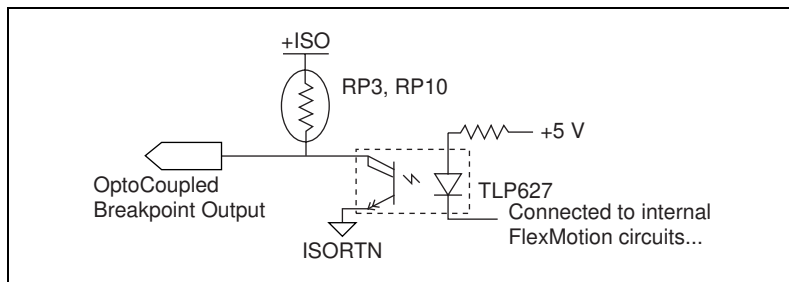 +ISO
RP3, RP10
+5 V
OptoCoupled
Breakpoint Output
TLP627
Connected to internal
FlexMotion circuits...
ISORTN